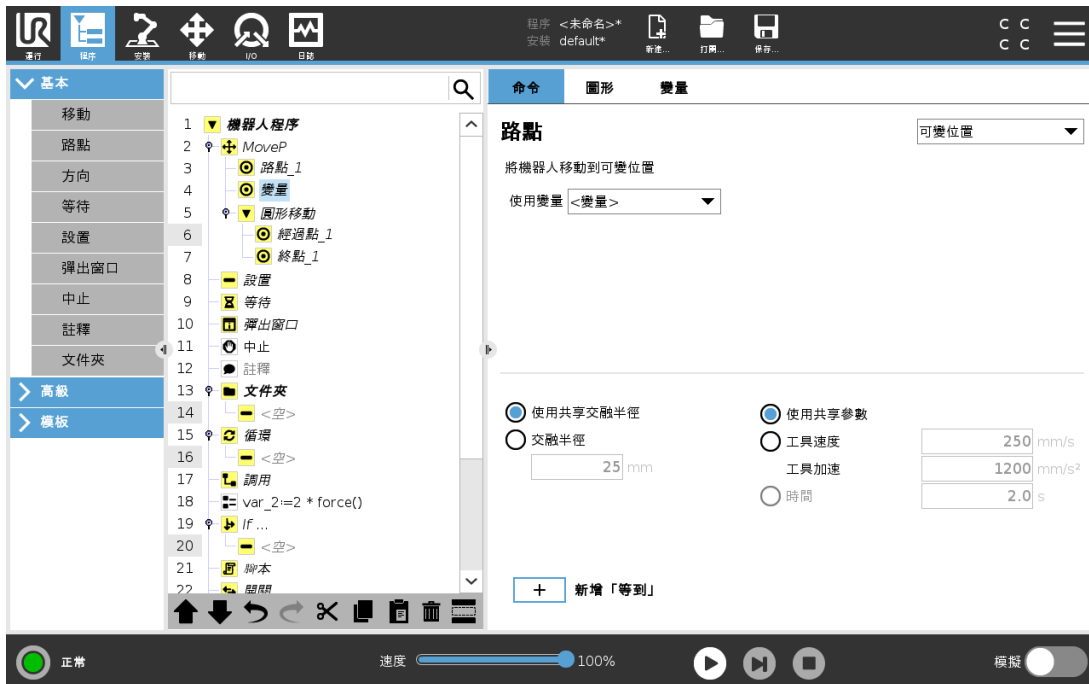 程序 <未命名>*
安裝 default*
運行
程序
安裝
移動
I/O
日誌
新建...
打開...
保存...
C C
C C
基本
移動
路點
方向
等待
設置
彈出窗口
中止
註釋
文件夾
高級
模板
1 機器人程序
2 MoveP
3 路點_1
4 變量
5 圓形移動
6 經過點_1
7 終點_1
8 設置
9 等待
10 彈出窗口
11 中止
12 註釋
13 文件夾
14 <空>
15 循環
16 <空>
17 調用
18 var_2:=2 * force()
19 If ...
20 <空>
21 腳本
22 開關
命令 圖形 變量
路點
可變位置
將機器人移動到可變位置
使用變量 <變量>
使用共享交融半徑
交融半徑
25 mm
使用共享參數
工具速度 250 mm/s
工具加速 1200 mm/s²
時間 2.0 s
+ 新增「等到」
正常
速度 100%
模擬